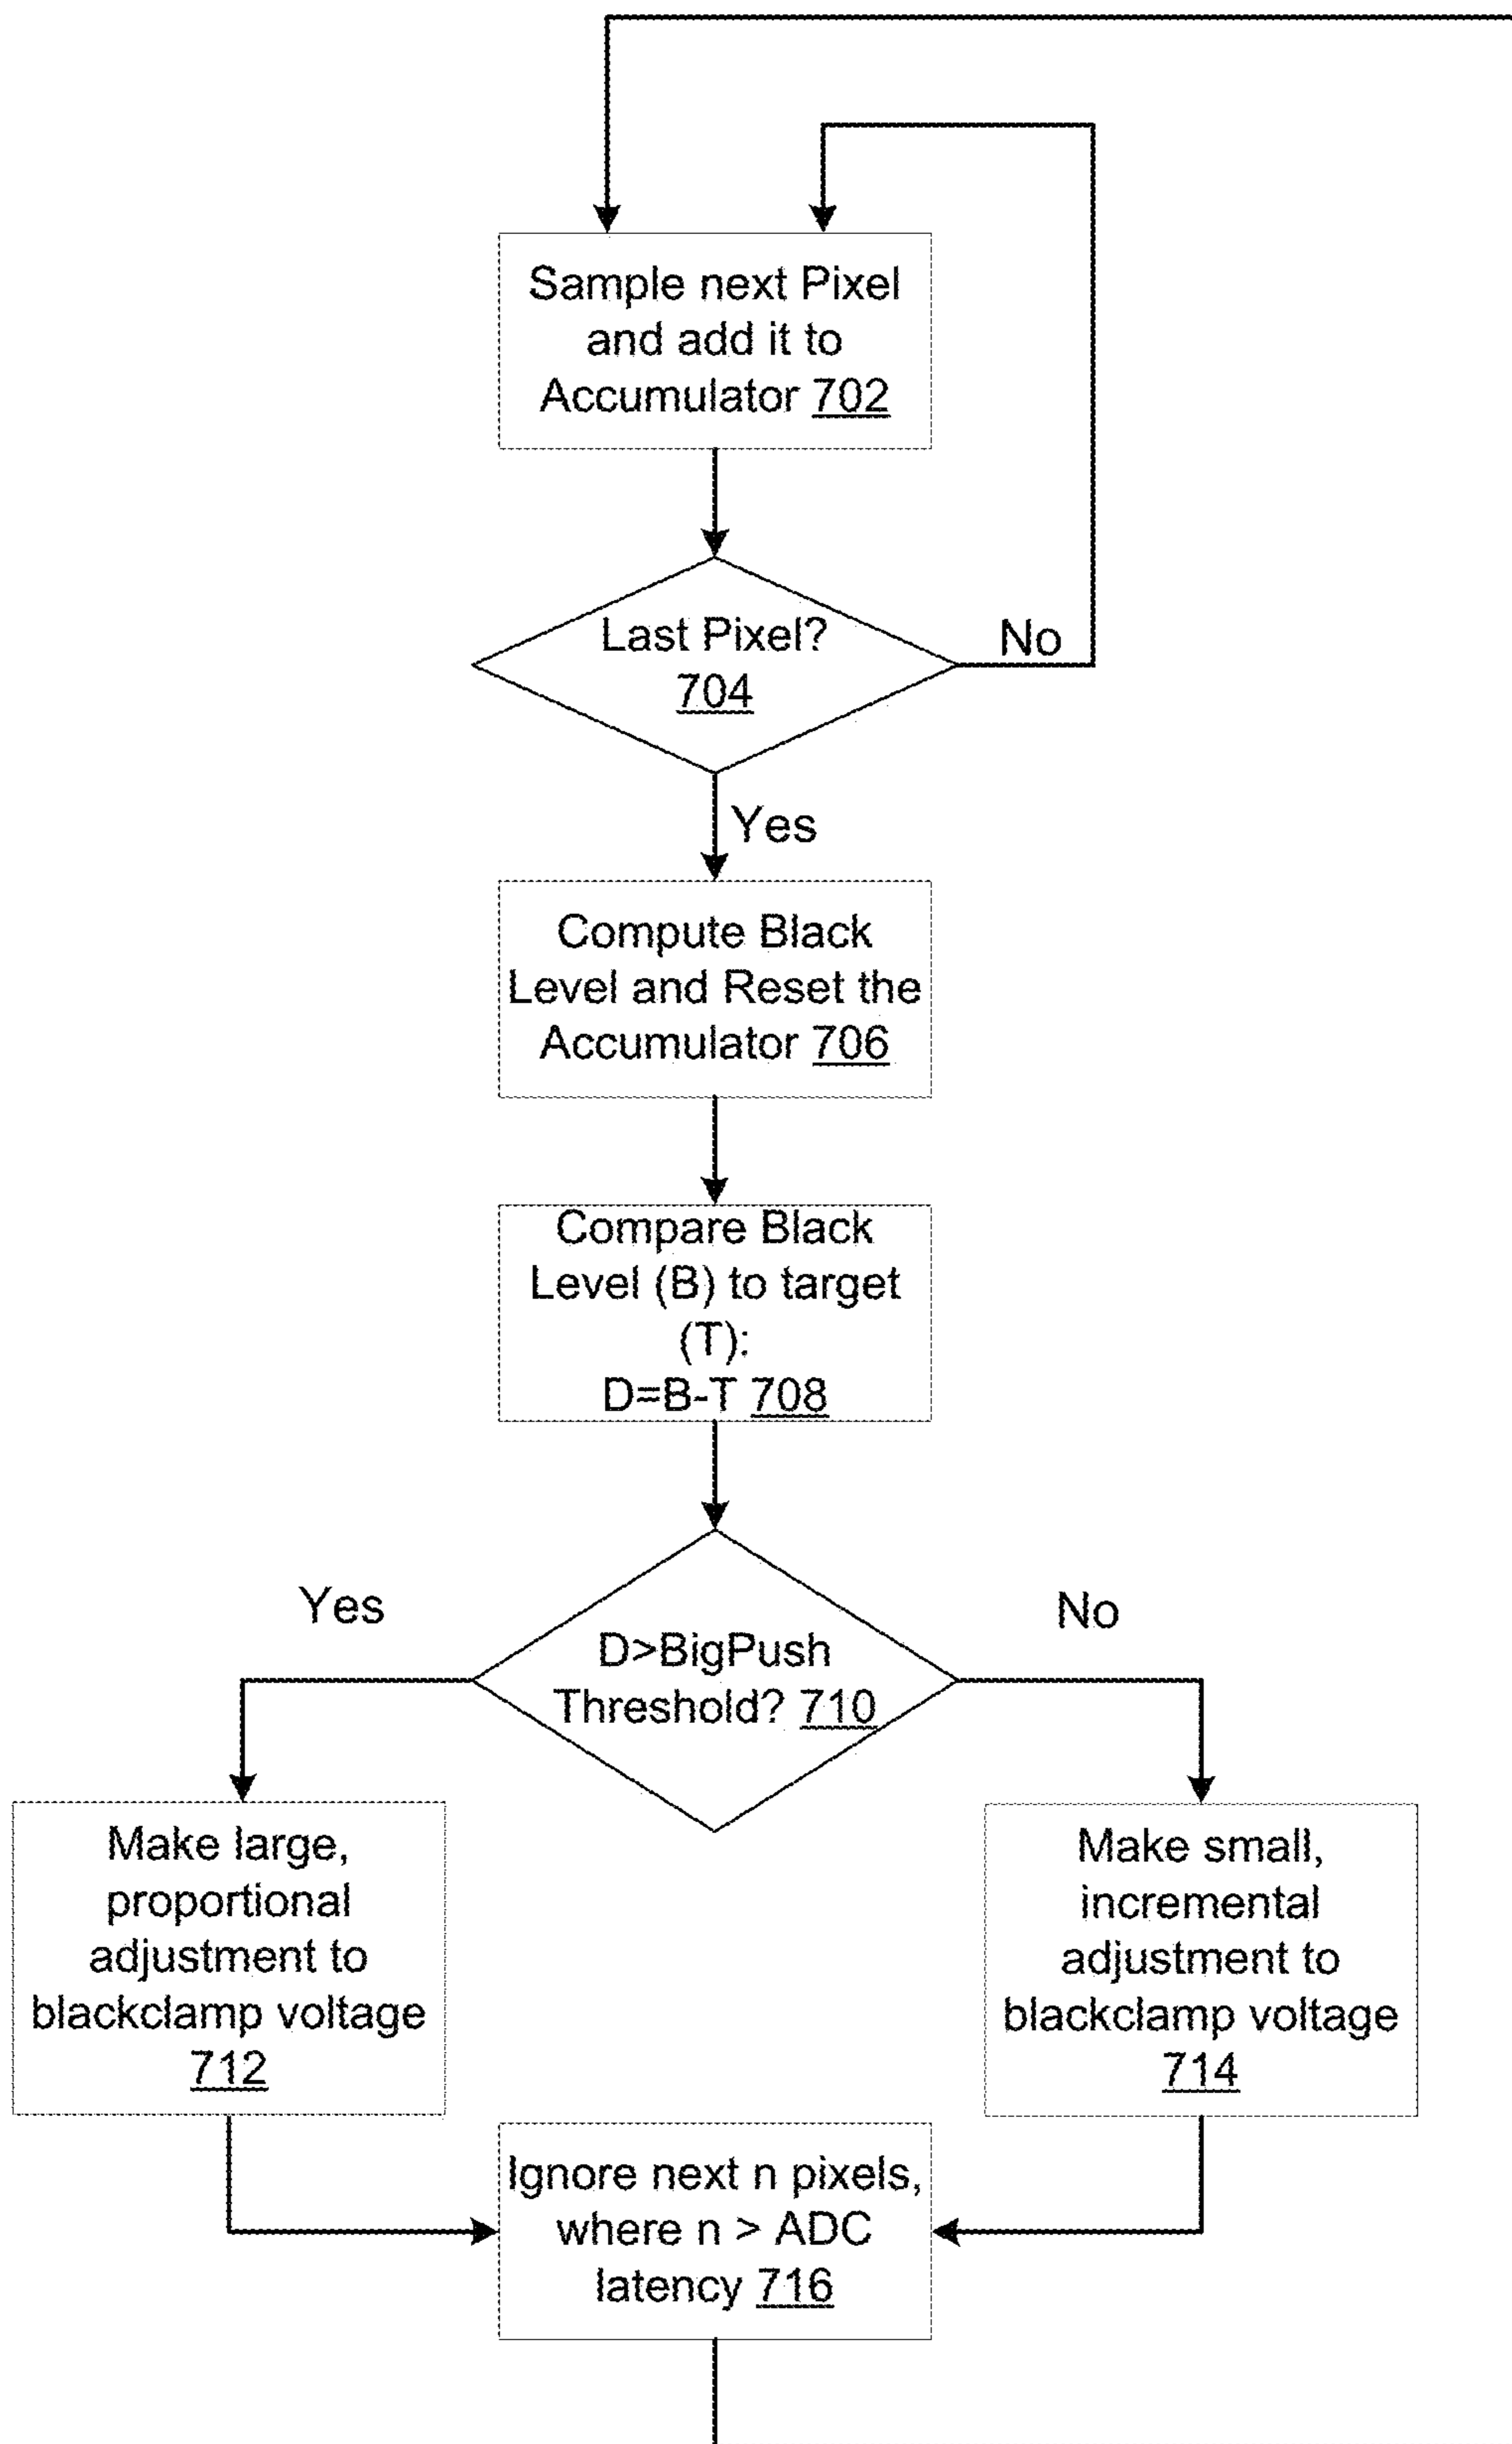 Sample next Pixel
and add it to
Accumulator 702
Last Pixel?
704
No
Yes
Compute Black
Level and Reset the
Accumulator 706
Compare Black
Level (B) to target
(T):
D=B-T 708
Yes
No
D>BigPush
Threshold? 710
Make large,
proportional
adjustment to
blackclamp voltage
712
Make small,
incremental
adjustment to
blackclamp voltage
714
Ignore next n pixels,
where n > ADC
latency 716